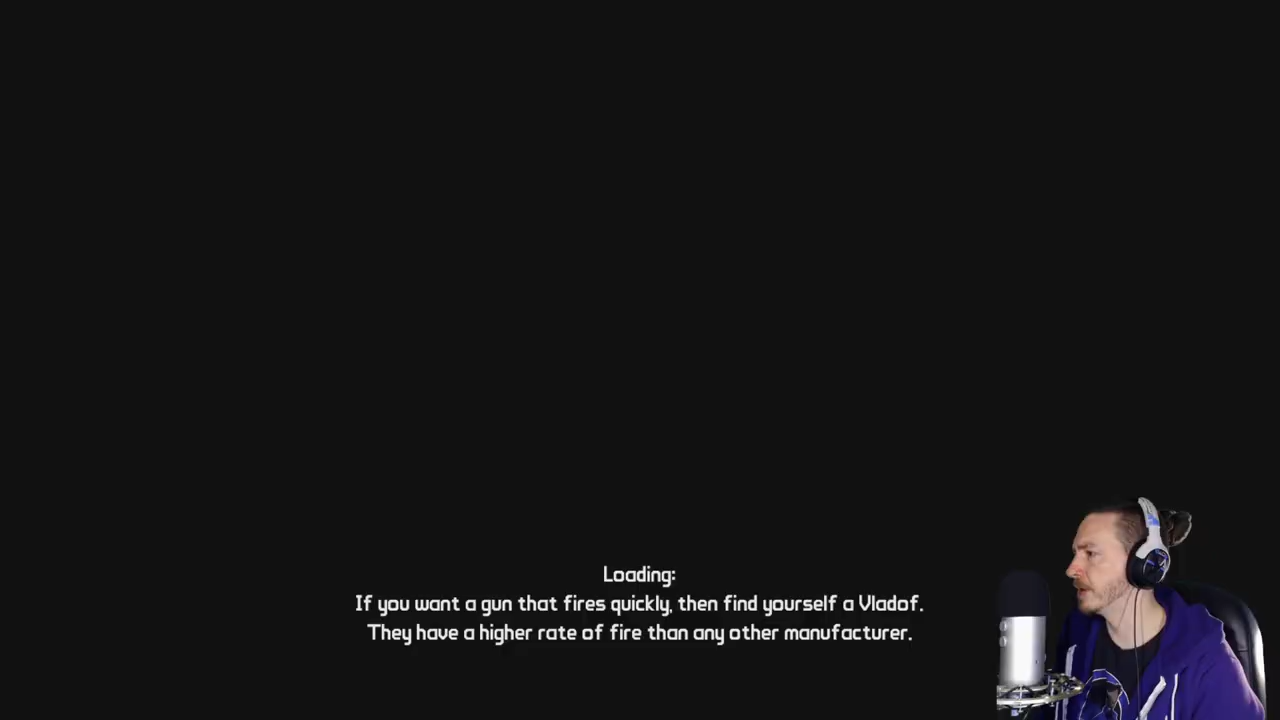 Loading:
If you want a gun that fires quickly, then find yourself a Vladof.
They have a higher rate of fire than any other manufacturer.